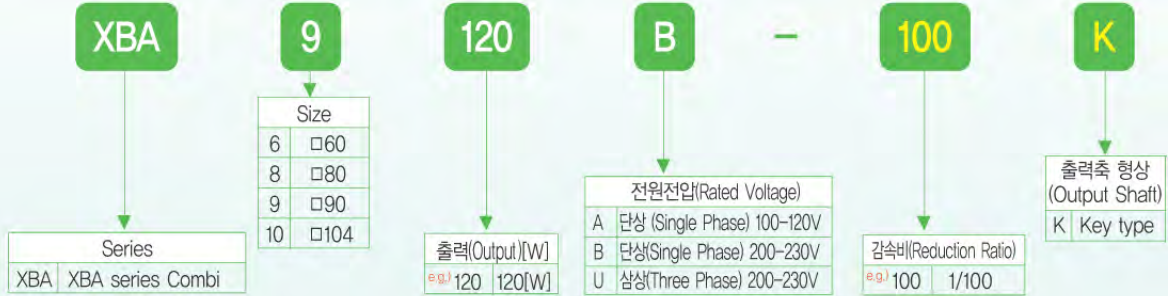 XBA 9 120 B - 100 K
Size
6 □60
8 □80
9 □90
10 □104
Series
XBA XBA series Combi
출력(Output)[W]
e.g.) 120 120[W]
전원전압(Rated Voltage)
A 단상 (Single Phase) 100-120V
B 단상(Single Phase) 200-230V
U 삼상(Three Phase) 200-230V
감속비(Reduction Ratio)
e.g.) 100 1/100
출력축 형상
(Output Shaft)
K Key type